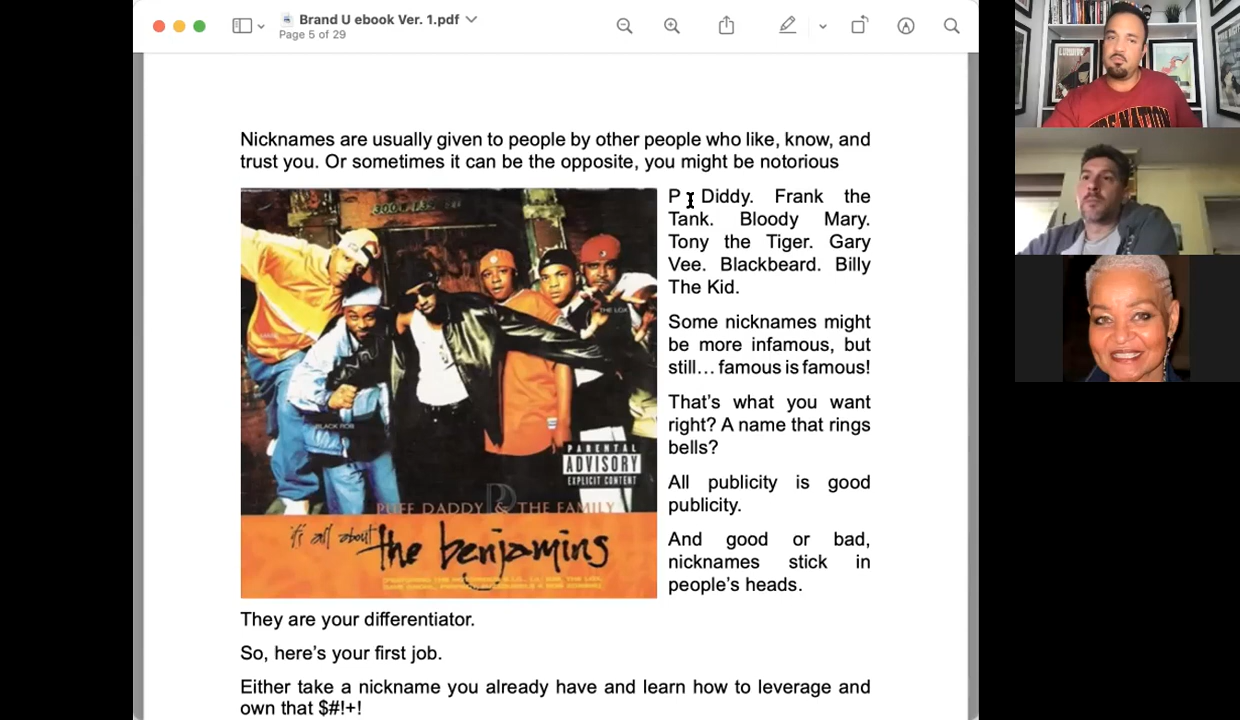 Brand U ebook Ver. 1.pdf
Page 5 of 29
Nicknames are usually given to people by other people who like, know, and
trust you. Or sometimes it can be the opposite, you might be notorious
P Diddy. Frank the
Tank. Bloody Mary.
Tony the Tiger. Gary
Vee. Blackbeard. Billy
The Kid.
Some nicknames might
be more infamous, but
still… famous is famous!
That’s what you want
right? A name that rings
bells?
All publicity is good
publicity.
And good or bad,
nicknames stick in
people’s heads.
THE LOX
BLACK ROB
PARENTAL
ADVISORY
EXPLICIT CONTENT
PUFF DADDY & THE FAMILY
it's all about
the benjamins
They are your differentiator.
So, here’s your first job.
Either take a nickname you already have and learn how to leverage and
own that $#!+!